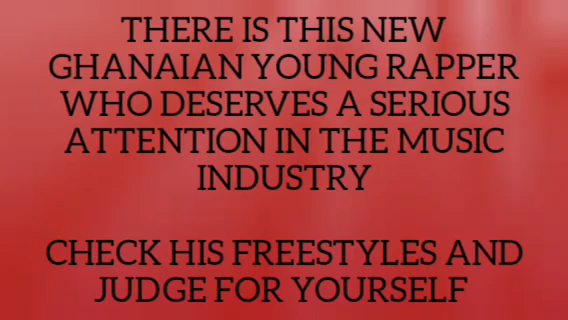 THERE IS THIS NEW
GHANAIAN YOUNG RAPPER
WHO DESERVES A SERIOUS
ATTENTION IN THE MUSIC
INDUSTRY
CHECK HIS FREESTYLES AND
JUDGE FOR YOURSELF